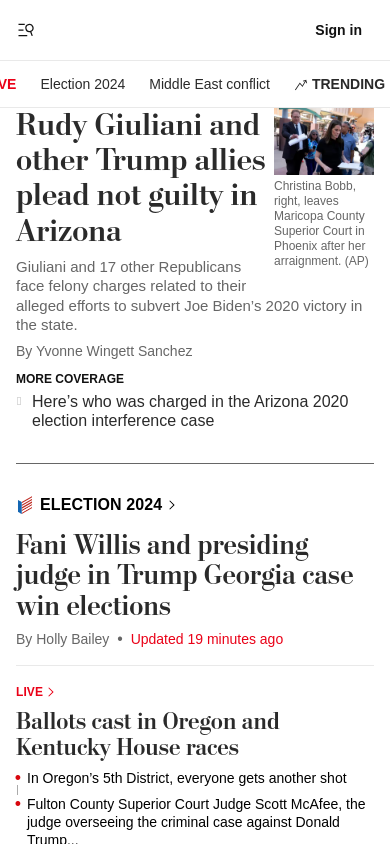 Sign in
VE
Election 2024
Middle East conflict
TRENDING
Rudy Giuliani and
other Trump allies
plead not guilty in
Arizona
Christina Bobb,
right, leaves
Maricopa County
Superior Court in
Phoenix after her
arraignment. (AP)
Giuliani and 17 other Republicans
face felony charges related to their
alleged efforts to subvert Joe Biden’s 2020 victory in
the state.
By Yvonne Wingett Sanchez
MORE COVERAGE
Here’s who was charged in the Arizona 2020
election interference case
ELECTION 2024
Fani Willis and presiding
judge in Trump Georgia case
win elections
By Holly Bailey • Updated 19 minutes ago
LIVE
Ballots cast in Oregon and
Kentucky House races
In Oregon’s 5th District, everyone gets another shot
Fulton County Superior Court Judge Scott McAfee, the
judge overseeing the criminal case against Donald
Trump...